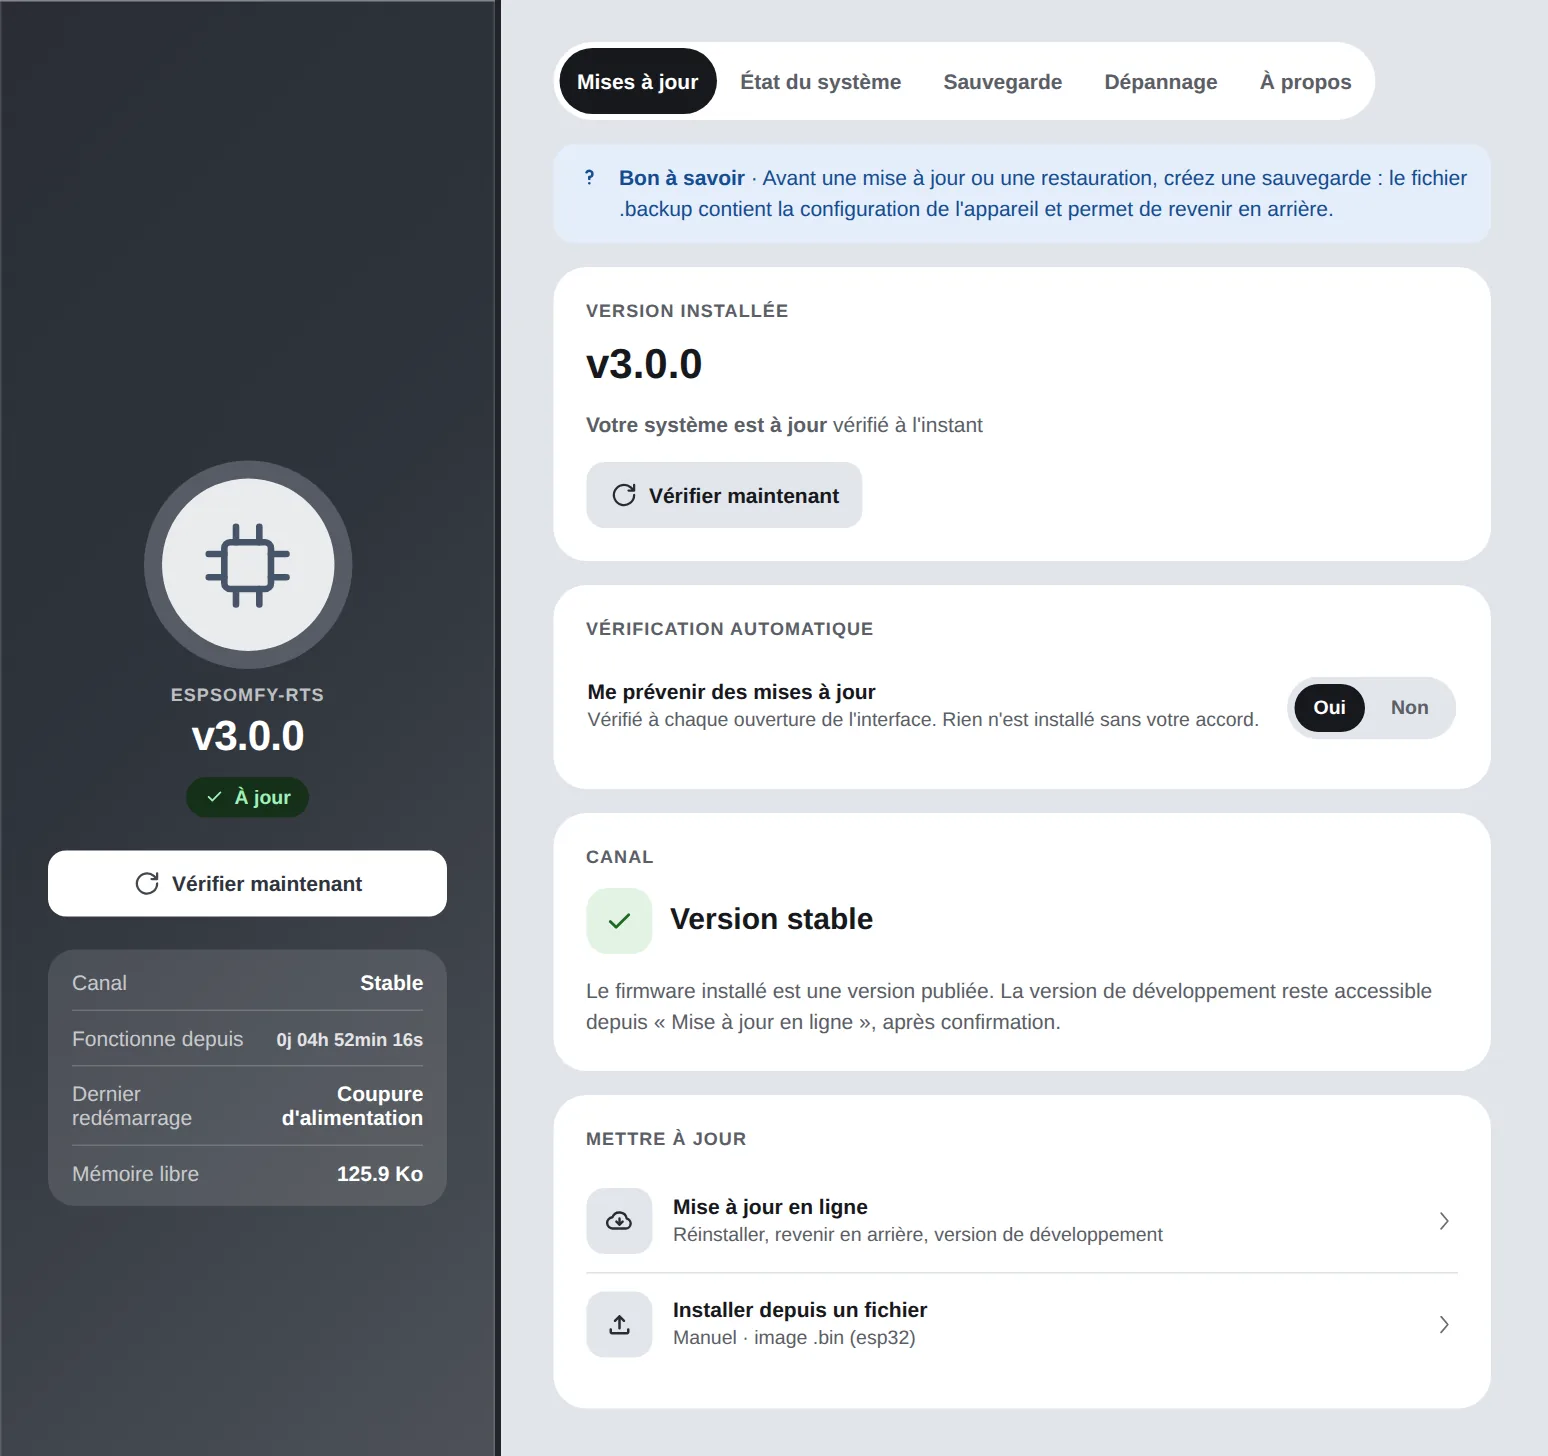 ESPSOMFY-RTS
v3.0.0
À jour
Vérifier maintenant
Canal Stable
Fonctionne depuis 0j 04h 52min 16s
Dernier redémarrage Coupure d'alimentation
Mémoire libre 125.9 Ko
Mises à jour État du système Sauvegarde Dépannage À propos
? Bon à savoir · Avant une mise à jour ou une restauration, créez une sauvegarde : le fichier
.backup contient la configuration de l'appareil et permet de revenir en arrière.
VERSION INSTALLÉE
v3.0.0
Votre système est à jour vérifié à l'instant
Vérifier maintenant
VÉRIFICATION AUTOMATIQUE
Me prévenir des mises à jour
Vérifié à chaque ouverture de l'interface. Rien n'est installé sans votre accord.
Oui Non
CANAL
Version stable
Le firmware installé est une version publiée. La version de développement reste accessible
depuis « Mise à jour en ligne », après confirmation.
METTRE À JOUR
Mise à jour en ligne
Réinstaller, revenir en arrière, version de développement
Installer depuis un fichier
Manuel · image .bin (esp32)